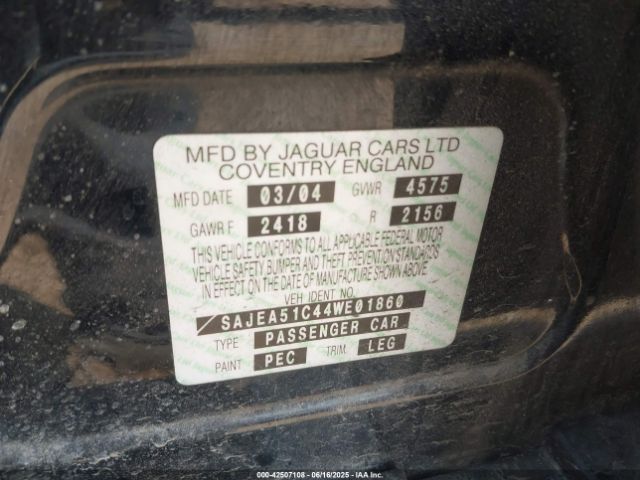 MFD BY JAGUAR CARS LTD
COVENTRY ENGLAND
MFD DATE 03/04 GVWR 4575
GAWR F 2418 R 2156
THIS VEHICLE CONFORMS TO ALL APPLICABLE FEDERAL MOTOR
VEHICLE SAFETY BUMPER AND THEFT PREVENTION STANDARDS
IN EFFECT ON THE DATE OF MANUFACTURE SHOWN ABOVE
VEH IDENT NO.
SAJEA51C44WE01860
TYPE PASSENGER CAR
PAINT PEC TRIM. LEG
000-42507108 - 06/16/2025 - IAAI.com